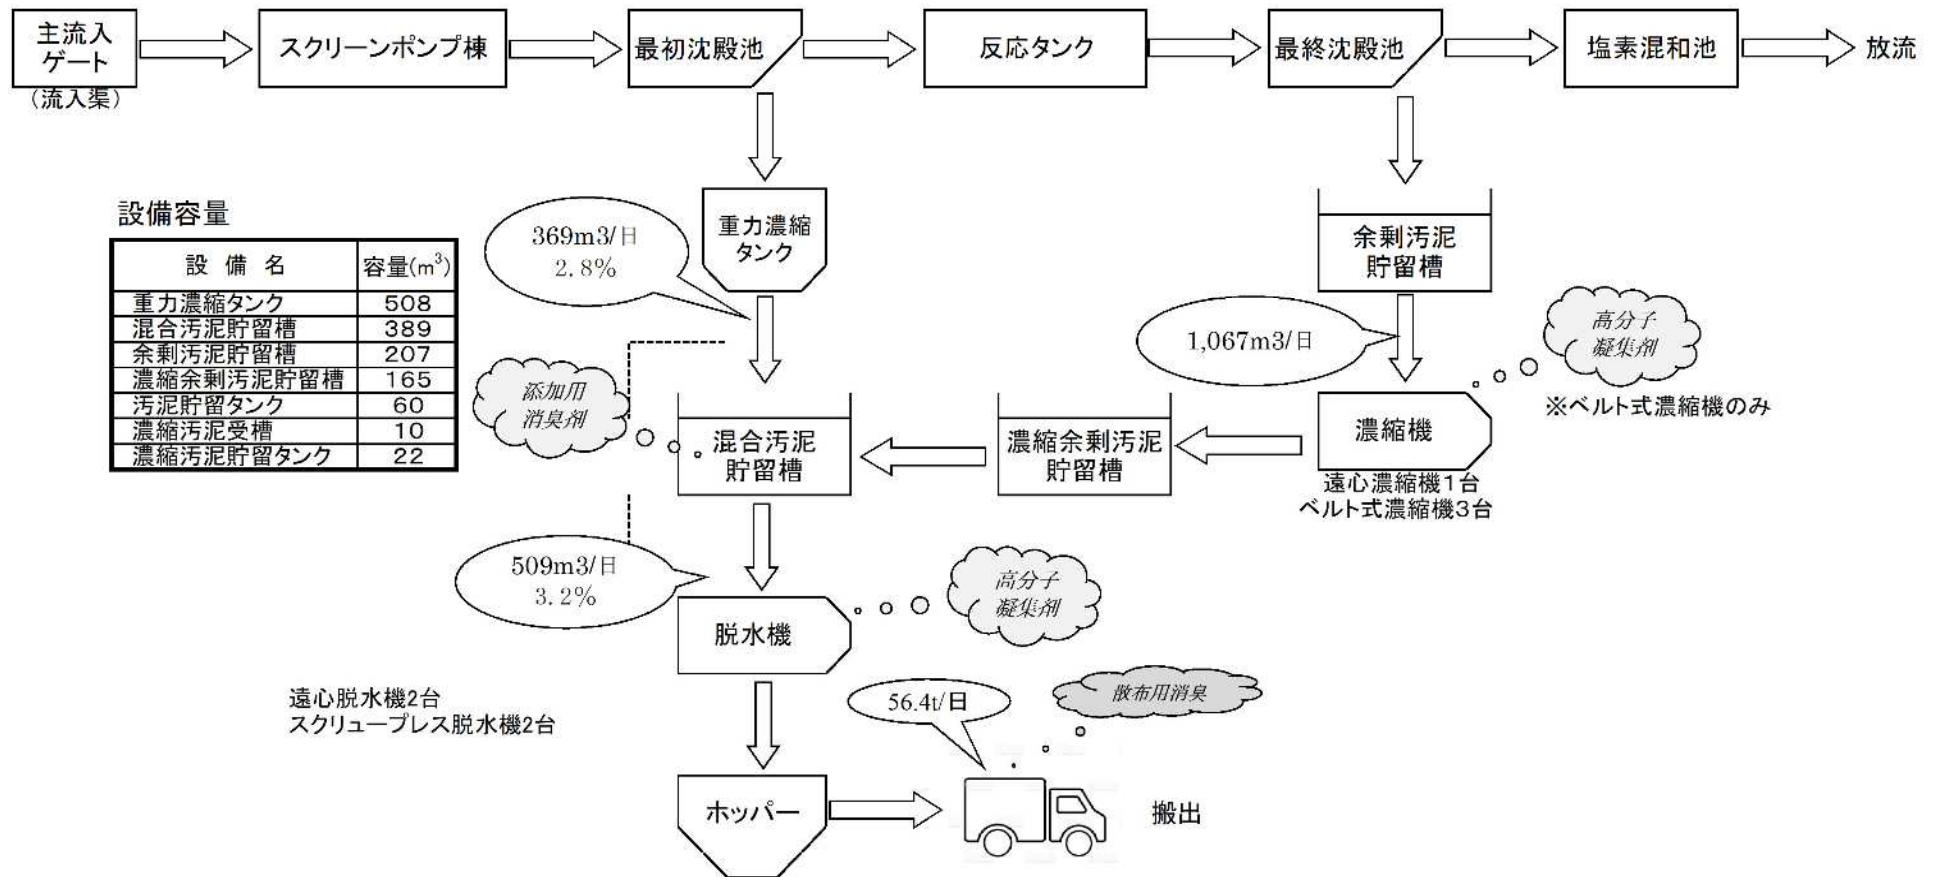 主流入
ゲート
(流入渠)
スクリーンポンプ棟
最初沈殿池
反応タンク
最終沈殿池
塩素混和池
放流
設備容量
設 備 名 容量(m³)
重力濃縮タンク 508
混合汚泥貯留槽 389
余剰汚泥貯留槽 207
濃縮余剰汚泥貯留槽 165
汚泥貯留タンク 60
濃縮汚泥受槽 10
濃縮汚泥貯留タンク 22
369m3/日
2.8%
重力濃縮
タンク
余剰汚泥
貯留槽
1,067m3/日
高分子
凝集剤
※ベルト式濃縮機のみ
添加用
消臭剤
混合汚泥
貯留槽
濃縮余剰汚泥
貯留槽
濃縮機
遠心濃縮機1台
ベルト式濃縮機3台
509m3/日
3.2%
高分子
凝集剤
脱水機
遠心脱水機2台
スクリュープレス脱水機2台
56.4t/日
散布用消臭
ホッパー
搬出